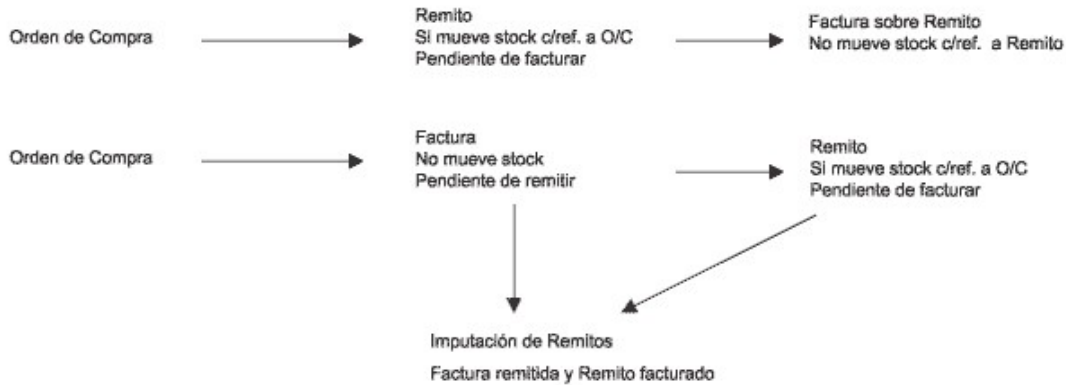 Orden de Compra
Remito
Si mueve stock c/ref. a O/C
Pendiente de facturar
Factura sobre Remito
No mueve stock c/ref. a Remito
Orden de Compra
Factura
No mueve stock
Pendiente de remitir
Remito
Si mueve stock c/ref. a O/C
Pendiente de facturar
Imputación de Remitos
Factura remitida y Remito facturado